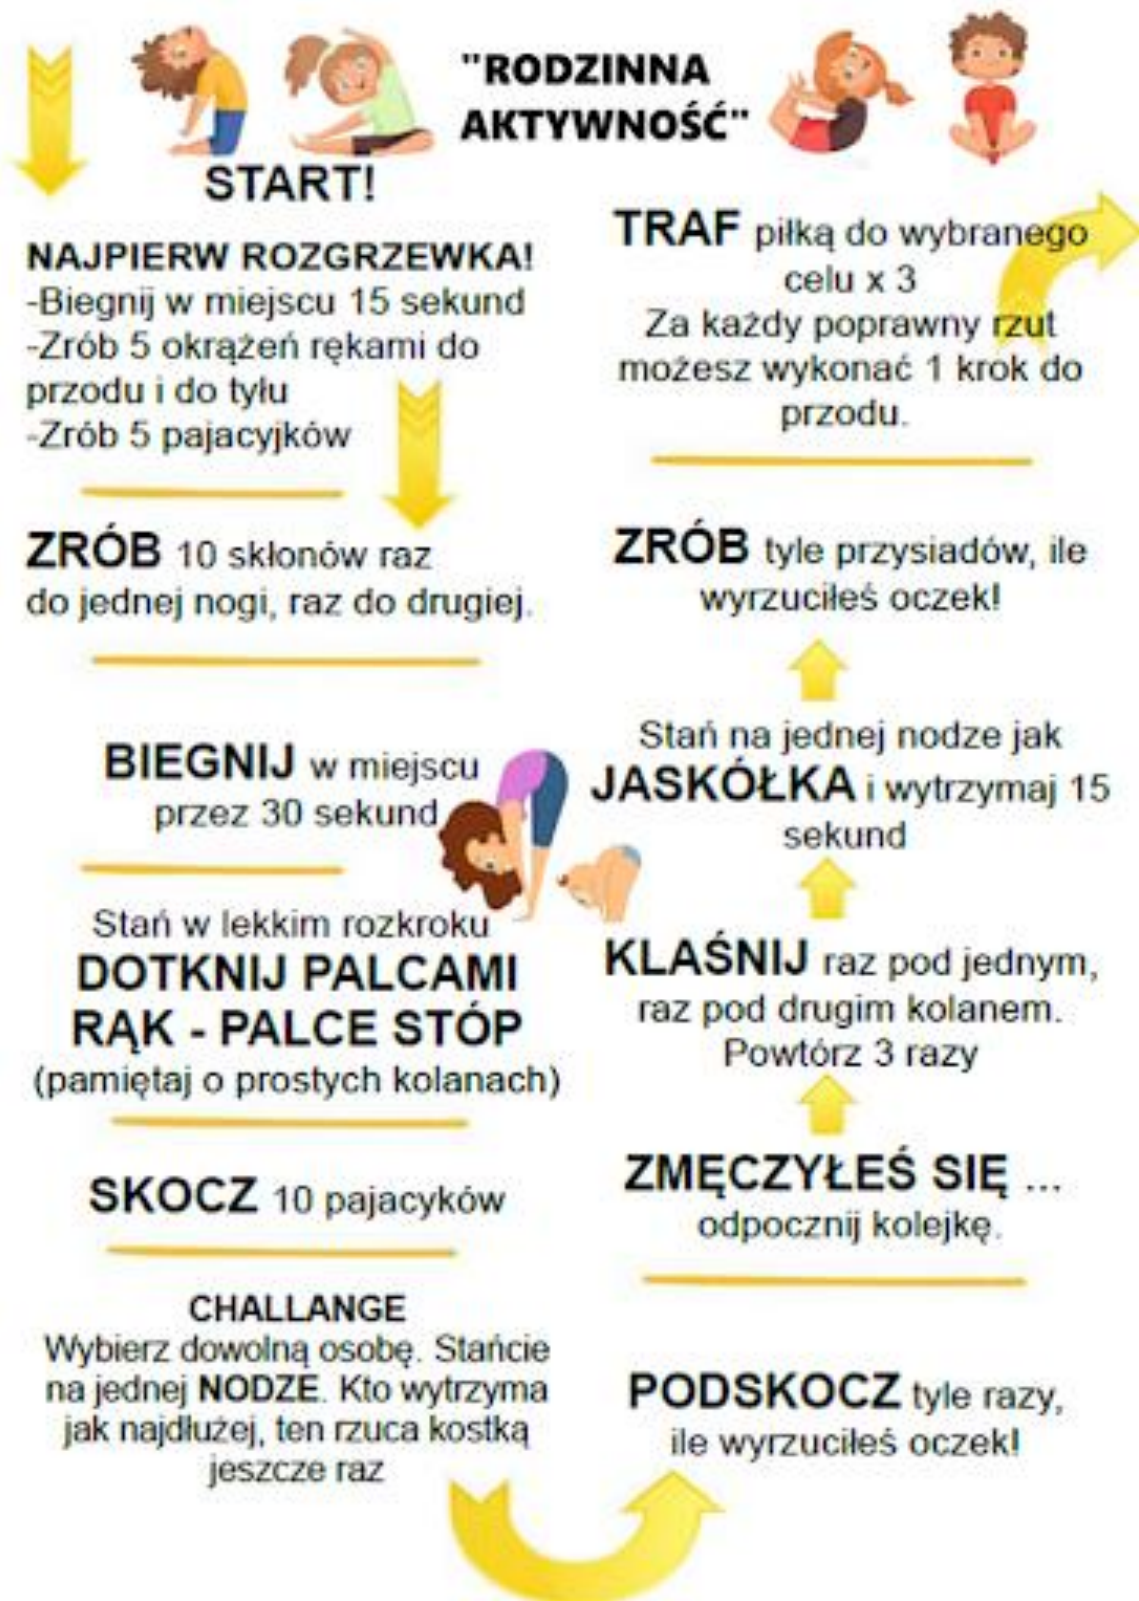 "RODZINNA
AKTYWNOŚĆ"
START!
NAJPIERW ROZGRZEWKA!
-Biegnij w miejscu 15 sekund
-Zrób 5 okrążeń rękami do
przodu i do tyłu
-Zrób 5 pajacyjków
ZRÓB 10 skłonów raz
do jednej nogi, raz do drugiej.
BIEGNIJ w miejscu
przez 30 sekund
Stań w lekkim rozkroku
DOTKNIJ PALCAMI
RĄK - PALCE STÓP
(pamiętaj o prostych kolanach)
SKOCZ 10 pajacyków
CHALLANGE
Wybierz dowolną osobę. Stańcie
na jednej NODZE. Kto wytrzyma
jak najdłużej, ten rzuca kostką
jeszcze raz
PODSKOCZ tyle razy,
ile wyrzuciłeś oczek!
ZMĘCZYŁEŚ SIĘ ...
odpocznij kolejkę.
KLAŚNIJ raz pod jednym,
raz pod drugim kolanem.
Powtórz 3 razy
Stań na jednej nodze jak
JASKÓŁKA i wytrzymaj 15
sekund
ZRÓB tyle przysiadów, ile
wyrzuciłeś oczek!
TRAF piłką do wybranego
celu x 3
Za każdy poprawny rzut
możesz wykonać 1 krok do
przodu.